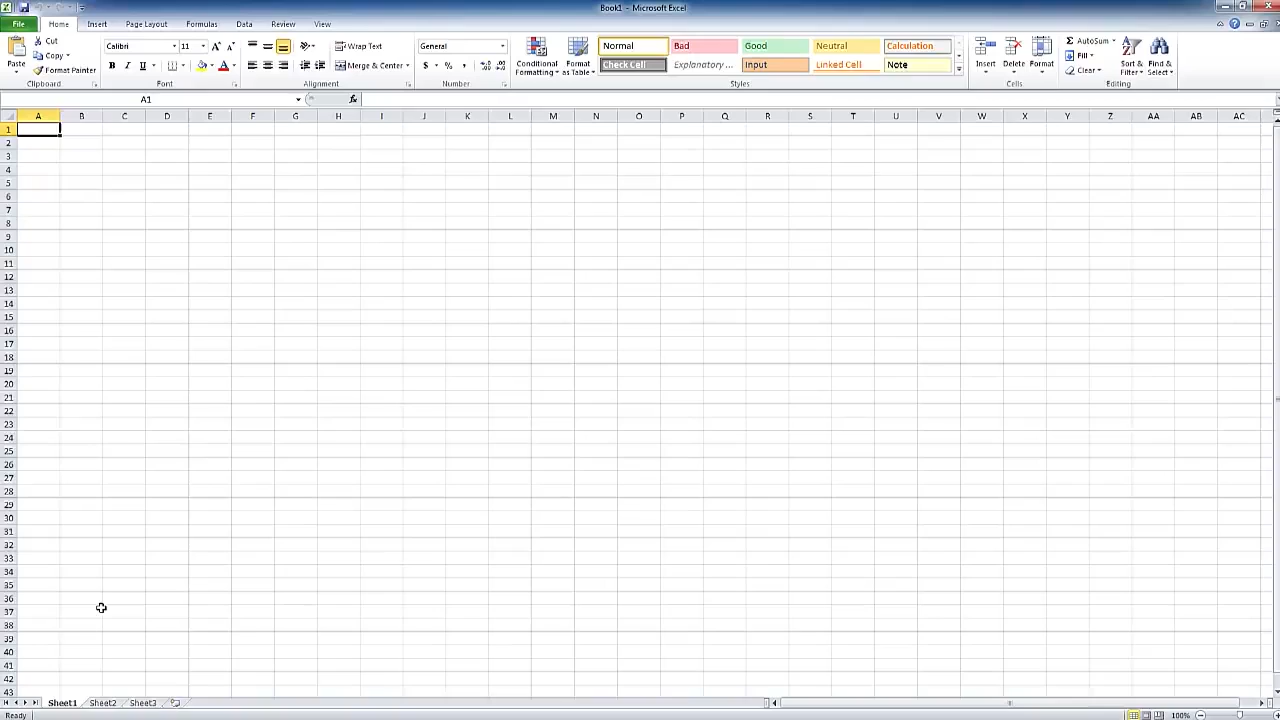 Book1 - Microsoft Excel
File Home Insert Page Layout Formulas Data Review View
Paste
Cut
Copy
Format Painter
Clipboard
Calibri 11
B I U
Font
Wrap Text
Merge & Center
Alignment
General
$ % ,
Number
Conditional Formatting
Format as Table
Normal Bad Good Neutral Calculation
Check Cell Explanatory ... Input Linked Cell Note
Styles
Insert Delete Format
Cells
Σ AutoSum
Fill
Clear
Sort & Filter
Find & Select
Editing
A1 fx
A B C D E F G H I J K L M N O P Q R S T U V W X Y Z AA AB AC
1
2
3
4
5
6
7
8
9
10
11
12
13
14
15
16
17
18
19
20
21
22
23
24
25
26
27
28
29
30
31
32
33
34
35
36
37
38
39
40
41
42
43
Sheet1 Sheet2 Sheet3
Ready 100%